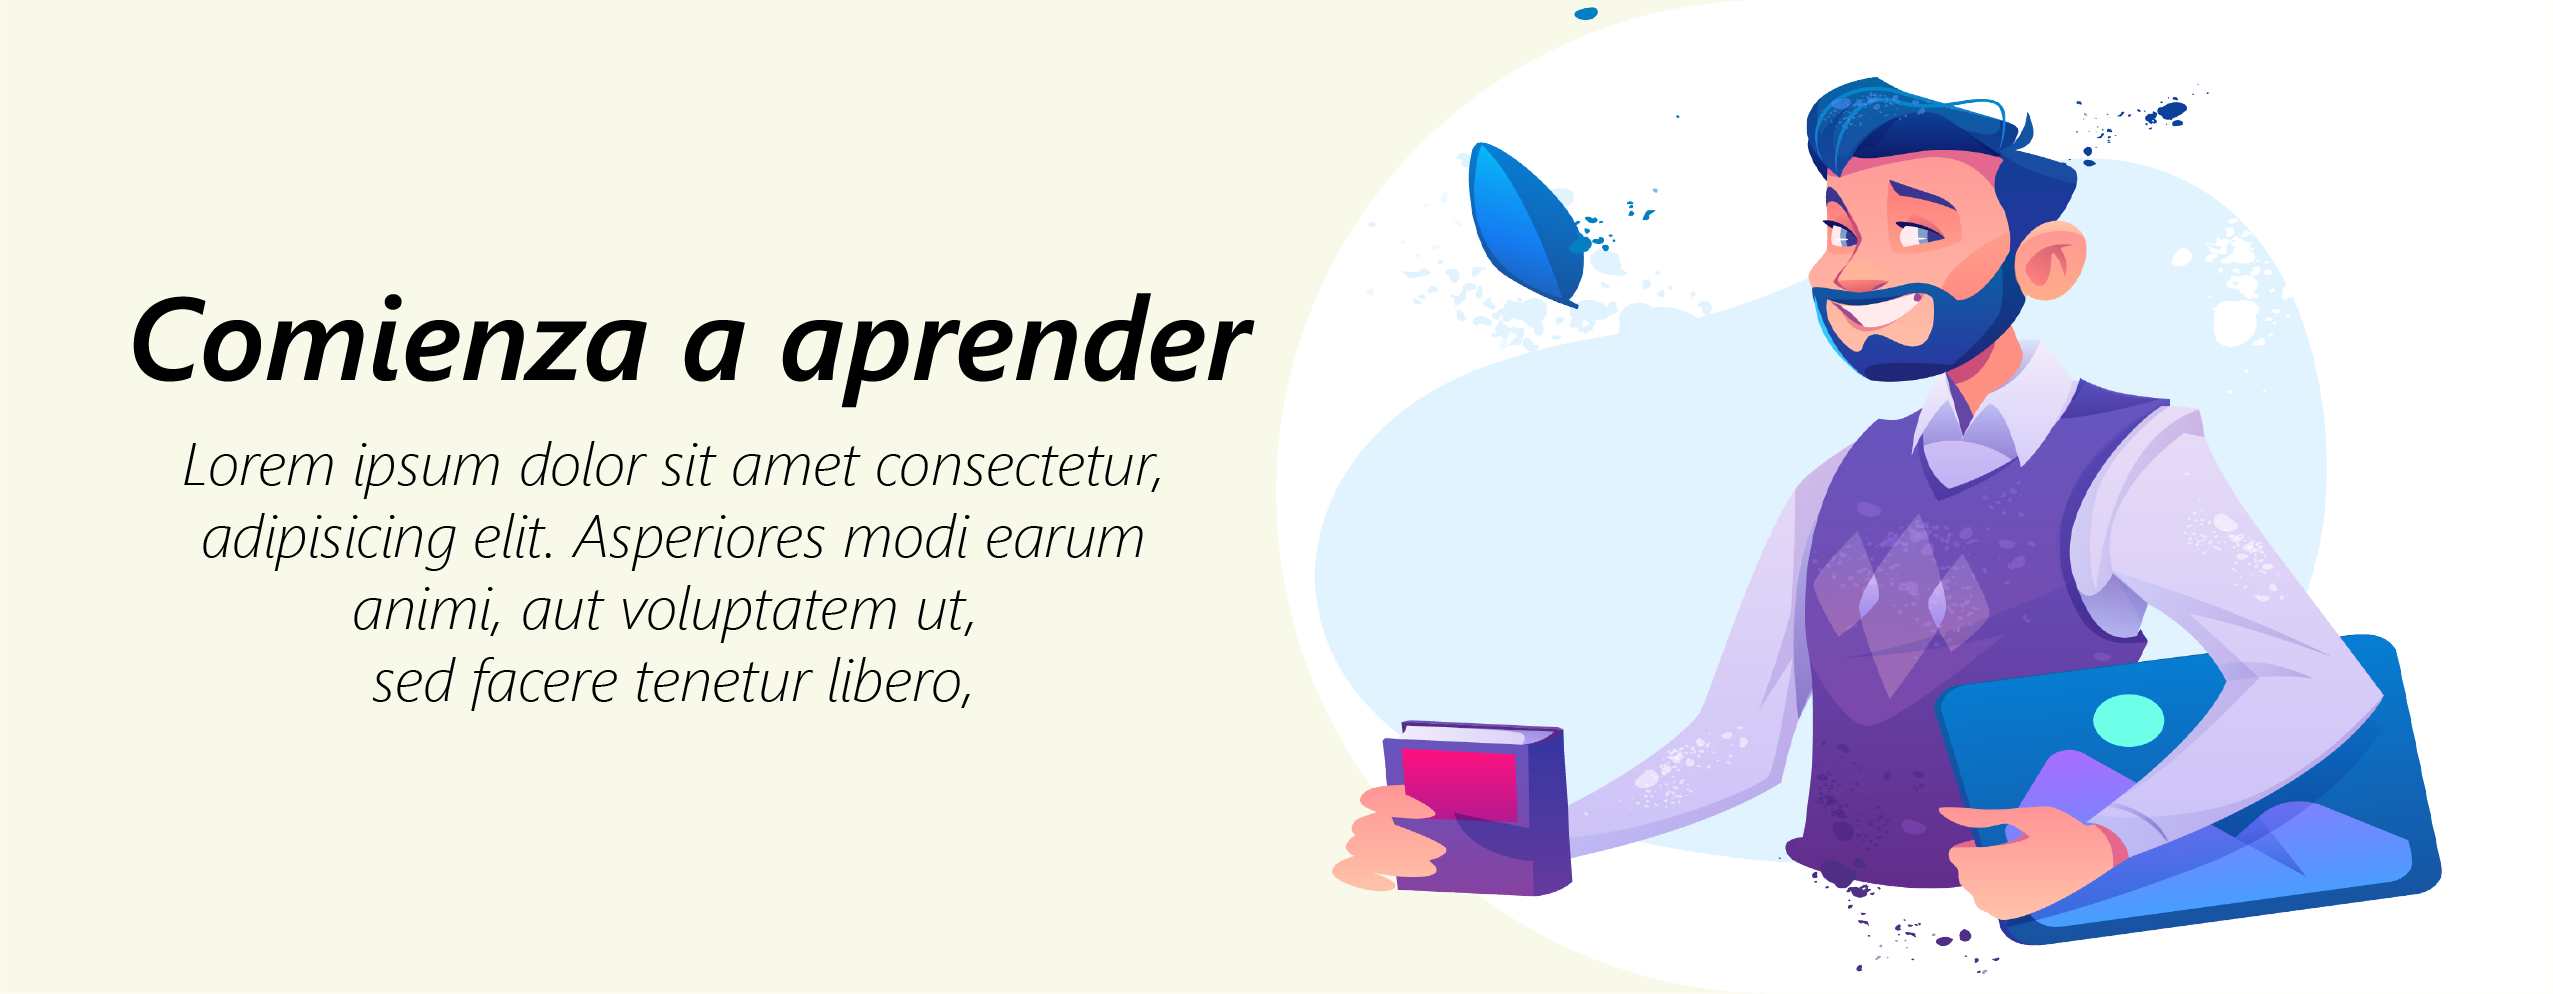 Comienza a aprender
Lorem ipsum dolor sit amet consectetur,
adipisicing elit. Asperiores modi earum
animi, aut voluptatem ut,
sed facere tenetur libero,